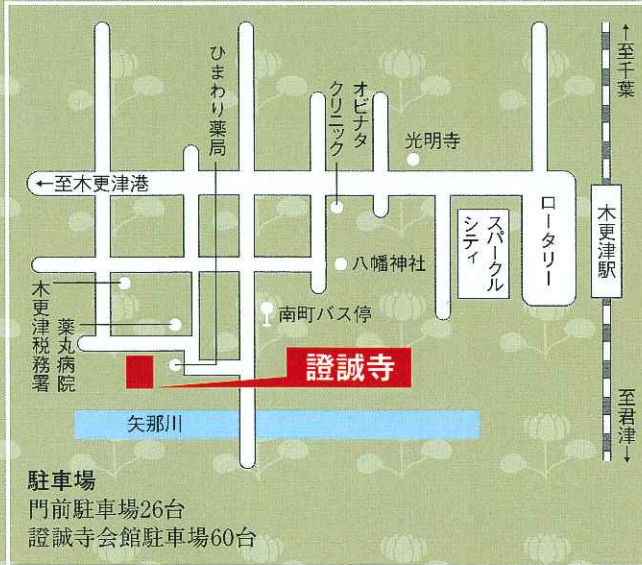 ↑至千葉
ひまわり薬局
オビナタ
クリニック
光明寺
←至木更津港
スパークル
シティ
ロータリー
木更津駅
八幡神社
木更津税務署
薬丸病院
南町バス停
證誠寺
至君津↓
矢那川
駐車場
門前駐車場26台
證誠寺会館駐車場60台